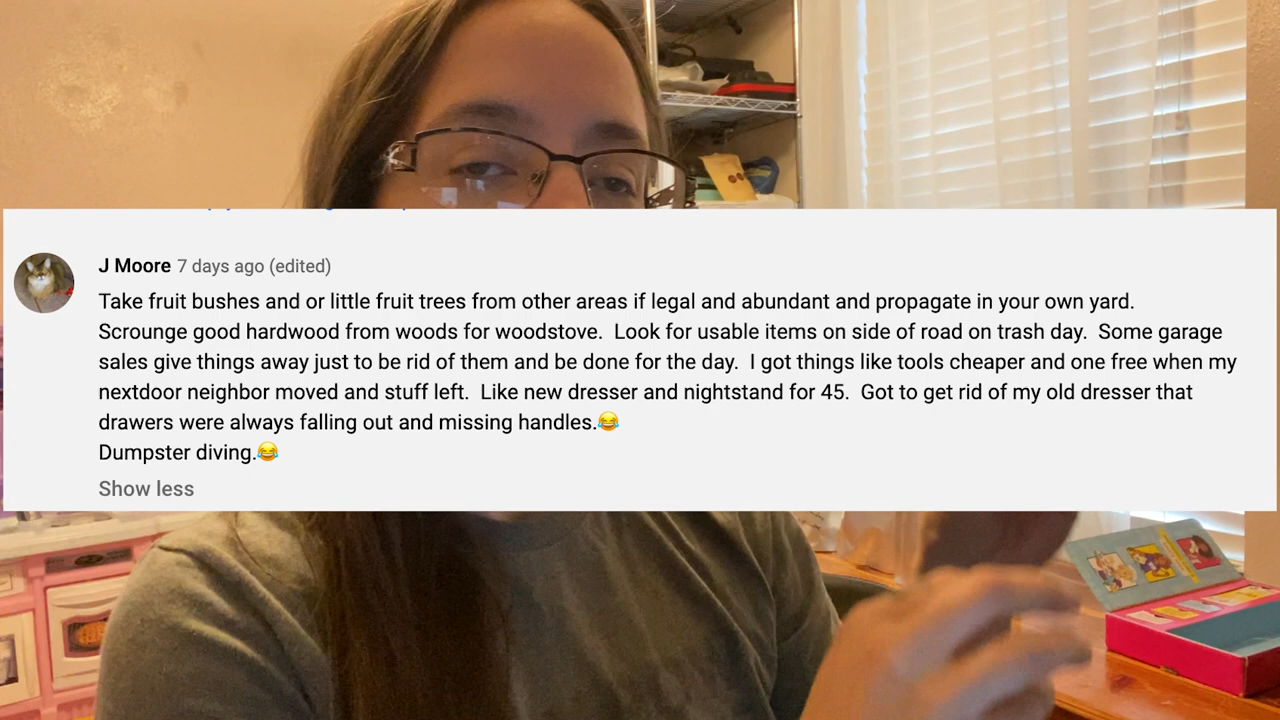 J Moore 7 days ago (edited)
Take fruit bushes and or little fruit trees from other areas if legal and abundant and propagate in your own yard.
Scrounge good hardwood from woods for woodstove.  Look for usable items on side of road on trash day.  Some garage
sales give things away just to be rid of them and be done for the day.  I got things like tools cheaper and one free when my
nextdoor neighbor moved and stuff left.  Like new dresser and nightstand for 45.  Got to get rid of my old dresser that
drawers were always falling out and missing handles.😂
Dumpster diving.😂
Show less